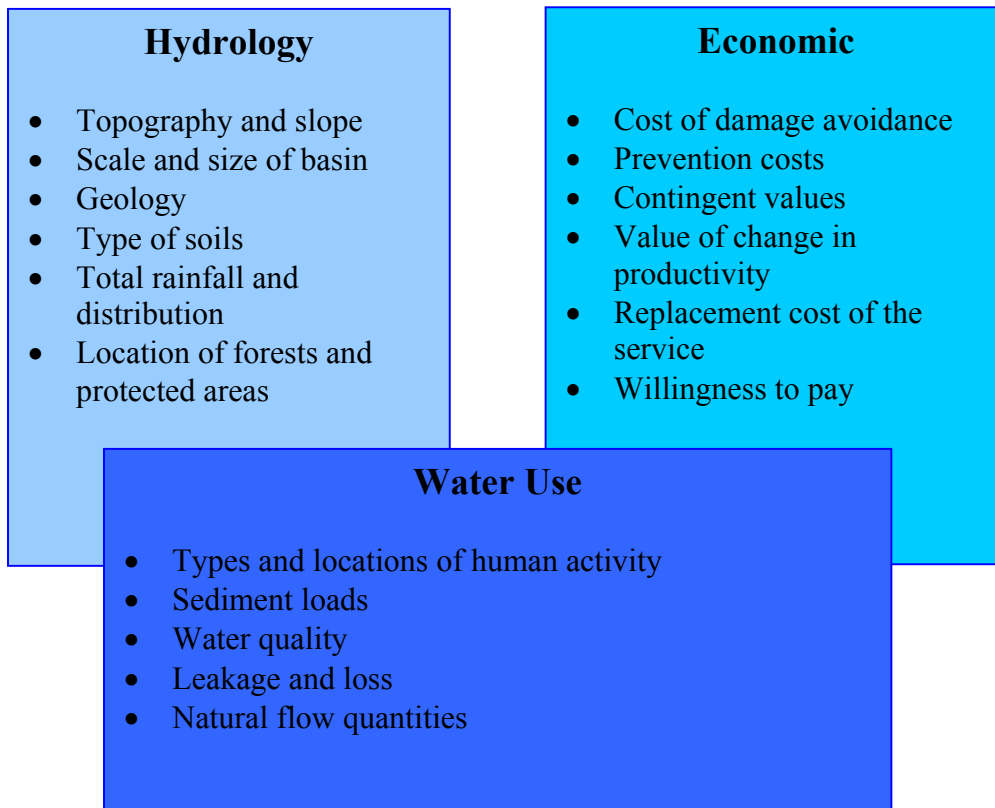 Hydrology
• Topography and slope
• Scale and size of basin
• Geology
• Type of soils
• Total rainfall and
distribution
• Location of forests and
protected areas
Economic
• Cost of damage avoidance
• Prevention costs
• Contingent values
• Value of change in
productivity
• Replacement cost of the
service
• Willingness to pay
Water Use
• Types and locations of human activity
• Sediment loads
• Water quality
• Leakage and loss
• Natural flow quantities